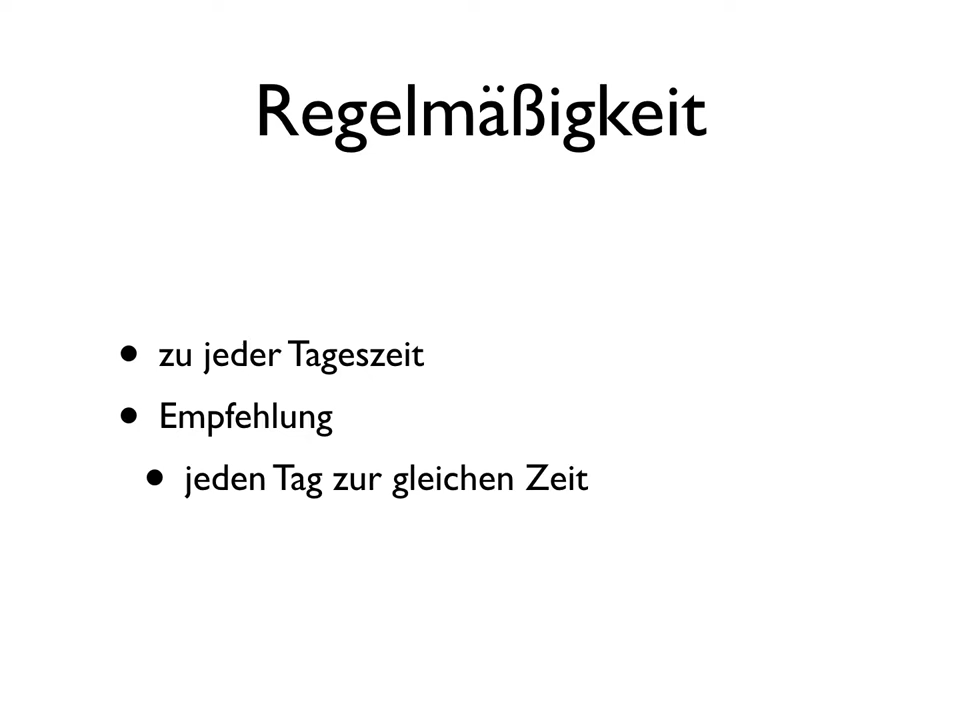 Regelmäßigkeit
• zu jeder Tageszeit
• Empfehlung
• jeden Tag zur gleichen Zeit